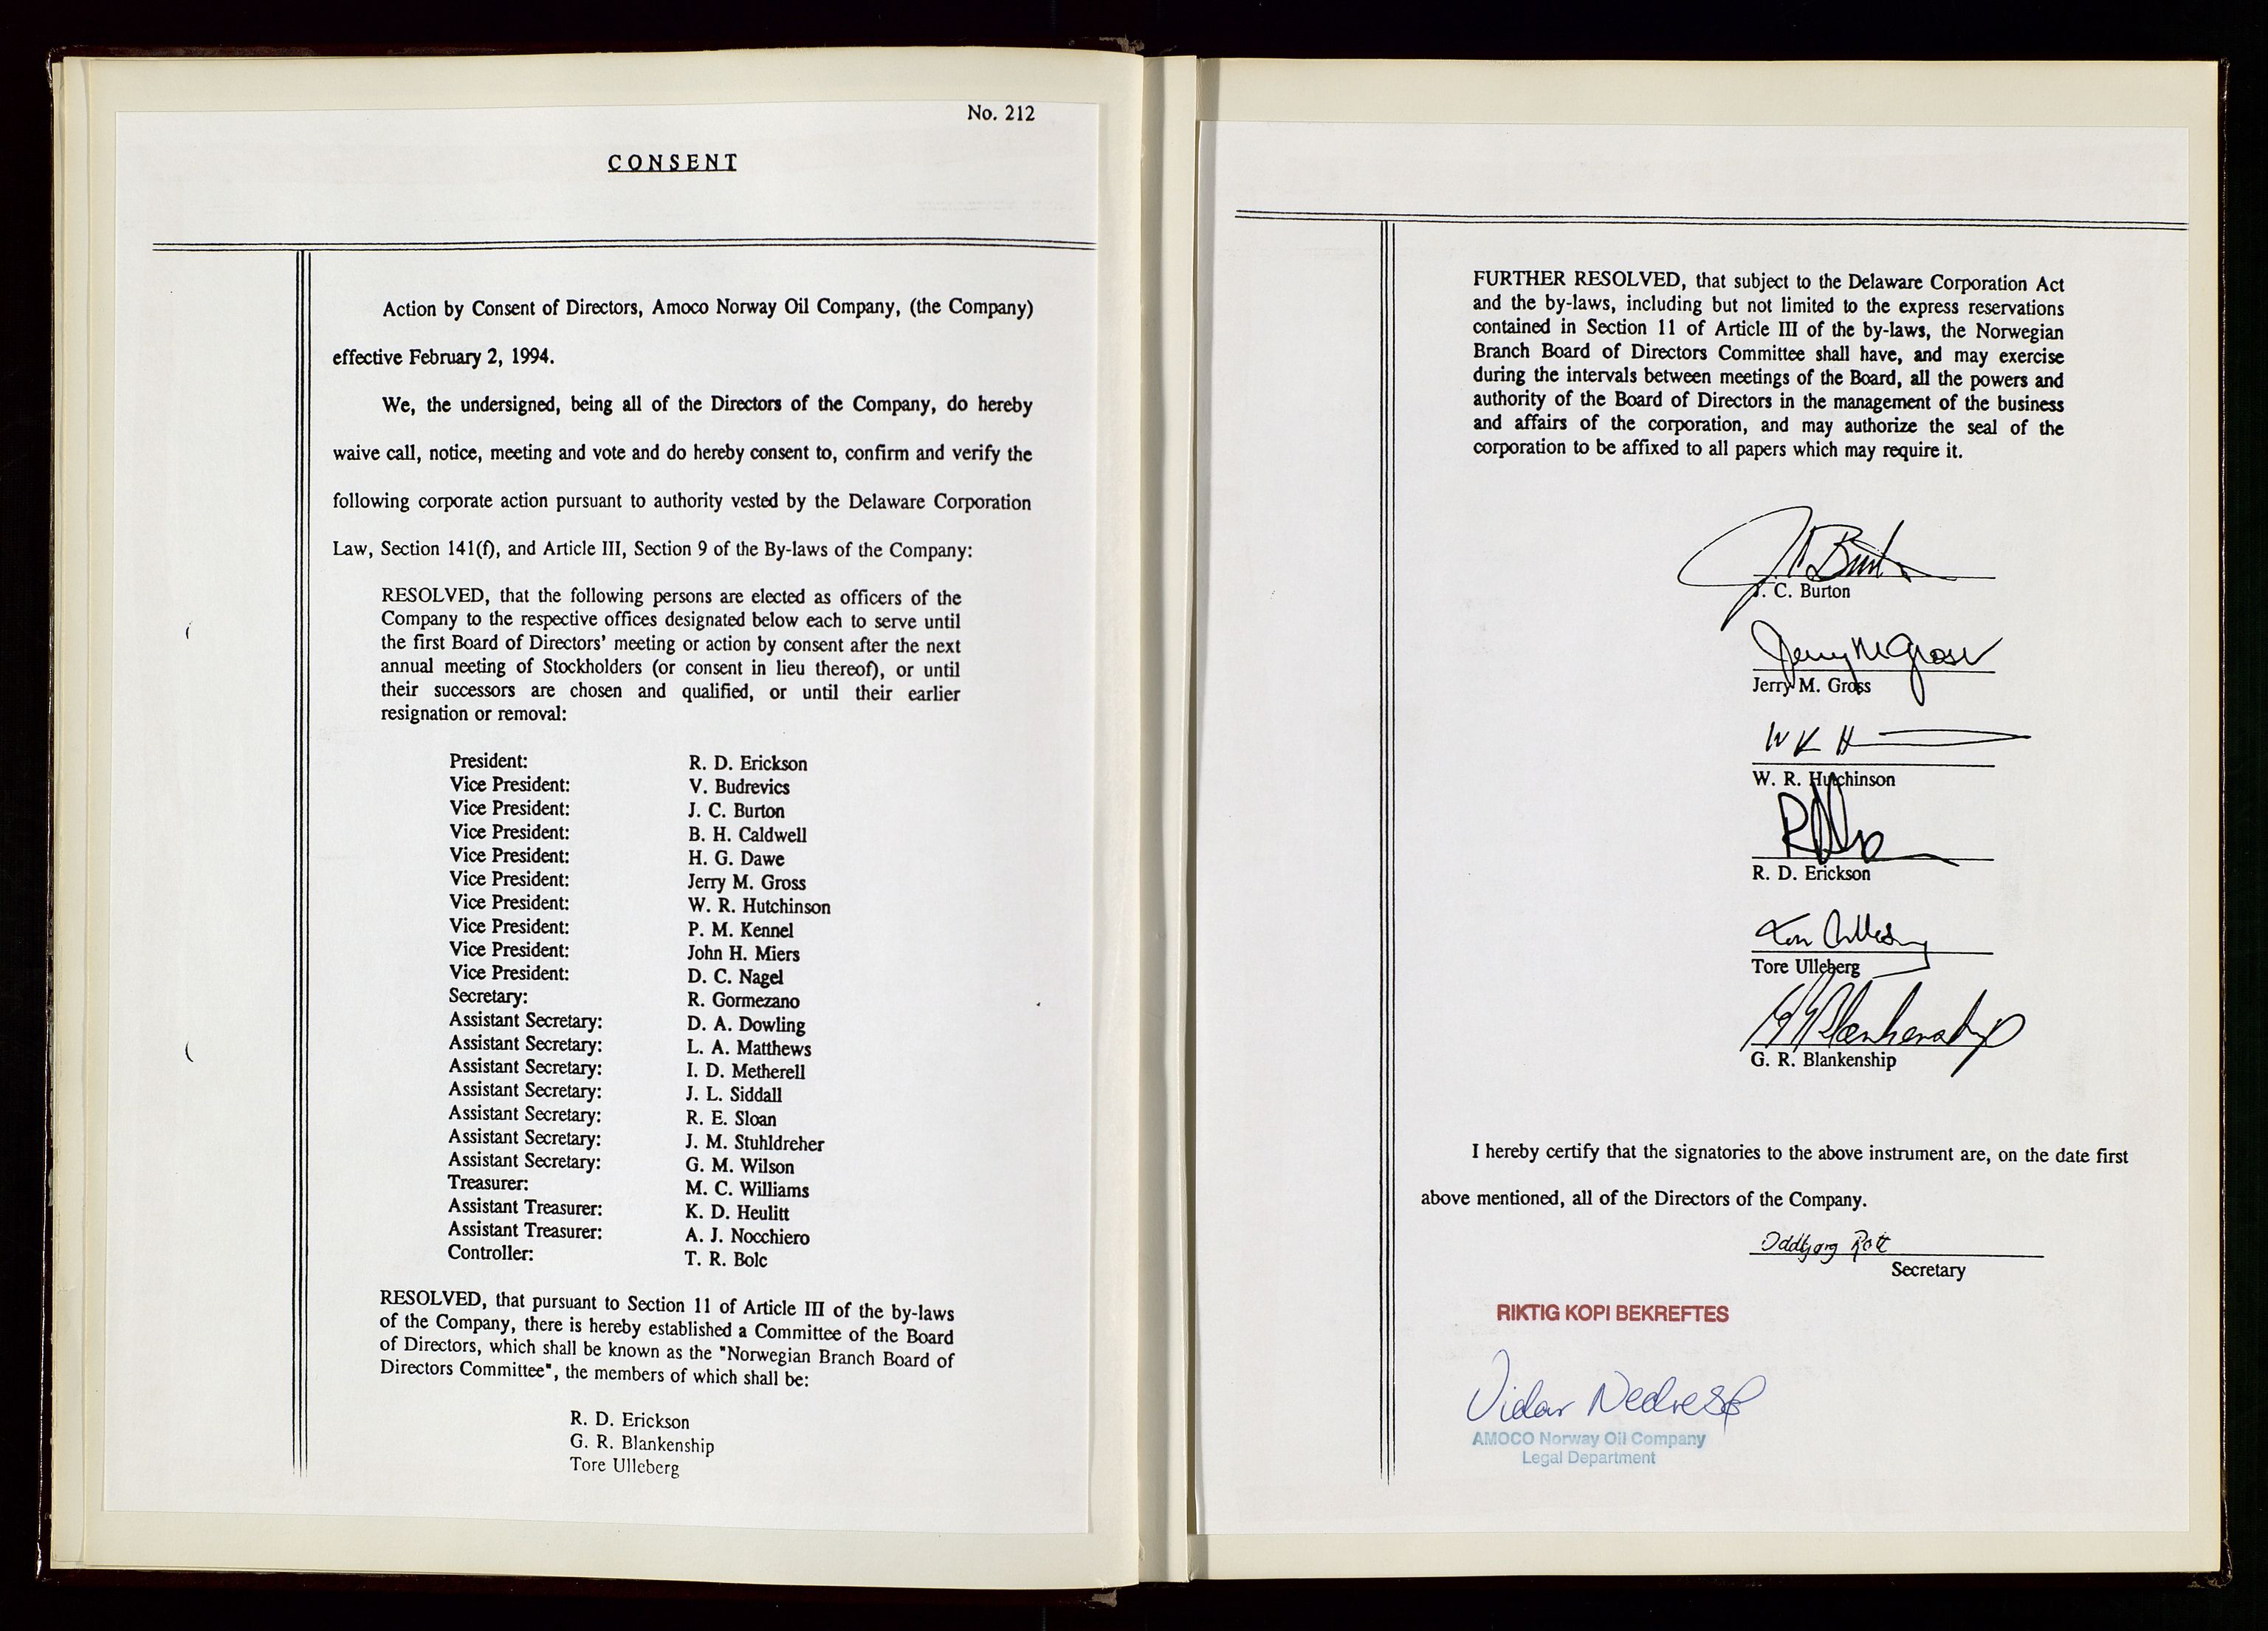 No. 212
CONSENT
Action by Consent of Directors, Amoco Norway Oil Company, (the Company)
effective February 2, 1994.
We, the undersigned, being all of the Directors of the Company, do hereby
waive call, notice, meeting and vote and do hereby consent to, confirm and verify the
following corporate action pursuant to authority vested by the Delaware Corporation
Law, Section 141(f), and Article III, Section 9 of the By-laws of the Company:
RESOLVED, that the following persons are elected as officers of the
Company to the respective offices designated below each to serve until
the first Board of Directors' meeting or action by consent after the next
annual meeting of Stockholders (or consent in lieu thereof), or until
their successors are chosen and qualified, or until their earlier
resignation or removal:
President: R. D. Erickson
Vice President: V. Budrevics
Vice President: J. C. Burton
Vice President: B. H. Caldwell
Vice President: H. G. Dawe
Vice President: Jerry M. Gross
Vice President: W. R. Hutchinson
Vice President: P. M. Kennel
Vice President: John H. Miers
Vice President: D. C. Nagel
Secretary: R. Gormezano
Assistant Secretary: D. A. Dowling
Assistant Secretary: L. A. Matthews
Assistant Secretary: I. D. Metherell
Assistant Secretary: J. L. Siddall
Assistant Secretary: R. E. Sloan
Assistant Secretary: J. M. Stuhldreher
Assistant Secretary: G. M. Wilson
Treasurer: M. C. Williams
Assistant Treasurer: K. D. Heulitt
Assistant Treasurer: A. J. Nocchiero
Controller: T. R. Bolc
RESOLVED, that pursuant to Section 11 of Article III of the by-laws
of the Company, there is hereby established a Committee of the Board
of Directors, which shall be known as the "Norwegian Branch Board of
Directors Committee", the members of which shall be:
R. D. Erickson
G. R. Blankenship
Tore Ulleberg
FURTHER RESOLVED, that subject to the Delaware Corporation Act
and the by-laws, including but not limited to the express reservations
contained in Section 11 of Article III of the by-laws, the Norwegian
Branch Board of Directors Committee shall have, and may exercise
during the intervals between meetings of the Board, all the powers and
authority of the Board of Directors in the management of the business
and affairs of the corporation, and may authorize the seal of the
corporation to be affixed to all papers which may require it.
J. C. Burton
Jerry M Gross
Jerry M. Gross
W. R. Hutchinson
R. D. Erickson
Tore Ulleberg
G R Blankenship
G. R. Blankenship
I hereby certify that the signatories to the above instrument are, on the date first
above mentioned, all of the Directors of the Company.
Oddbjørg
Secretary
RIKTIG KOPI BEKREFTES
Vidar
AMOCO Norway Oil Company
Legal Department